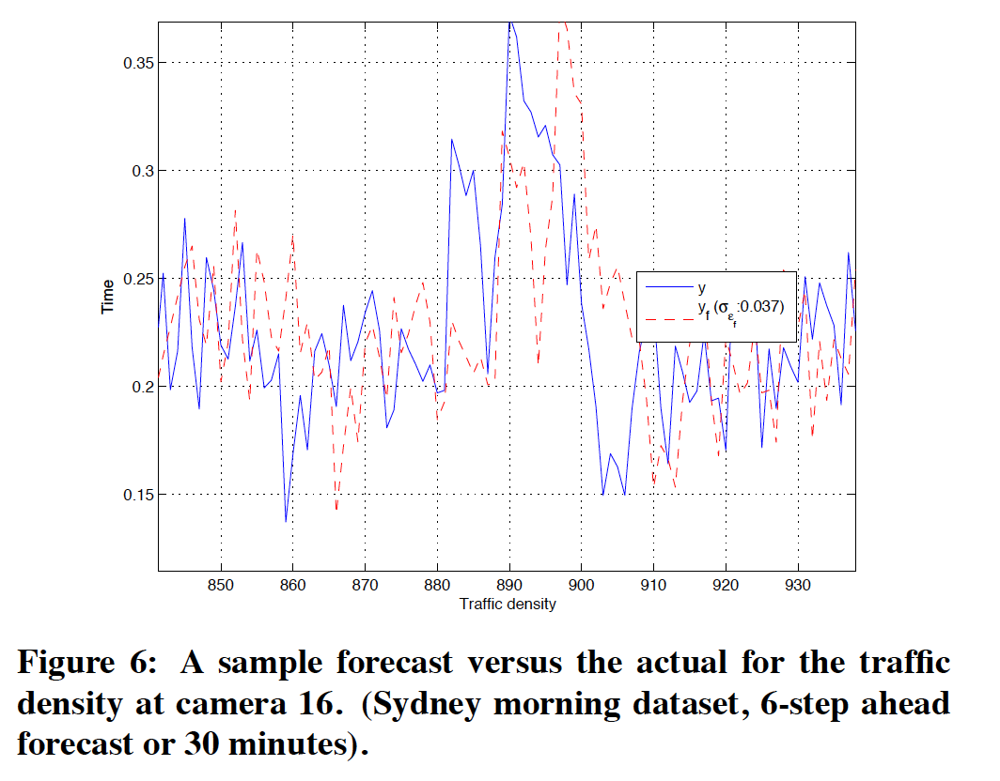 0.35
0.3
0.25
0.2
0.15
Time
y
y_f (σ_ε_f:0.037)
850 860 870 880 890 900 910 920 930
Traffic density
Figure 6: A sample forecast versus the actual for the traffic
density at camera 16. (Sydney morning dataset, 6-step ahead
forecast or 30 minutes).